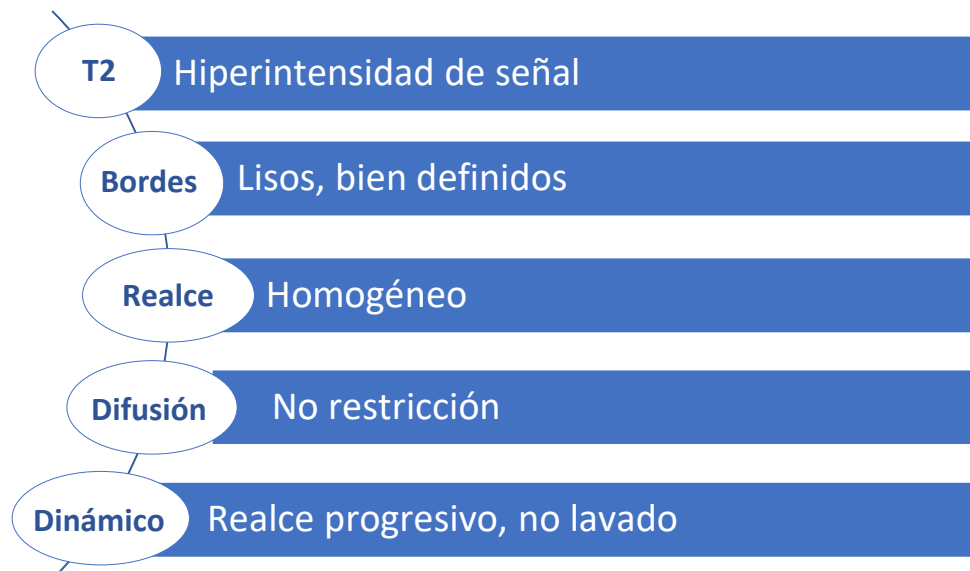 T2 Hiperintensidad de señal
Bordes Lisos, bien definidos
Realce Homogéneo
Difusión No restricción
Dinámico Realce progresivo, no lavado